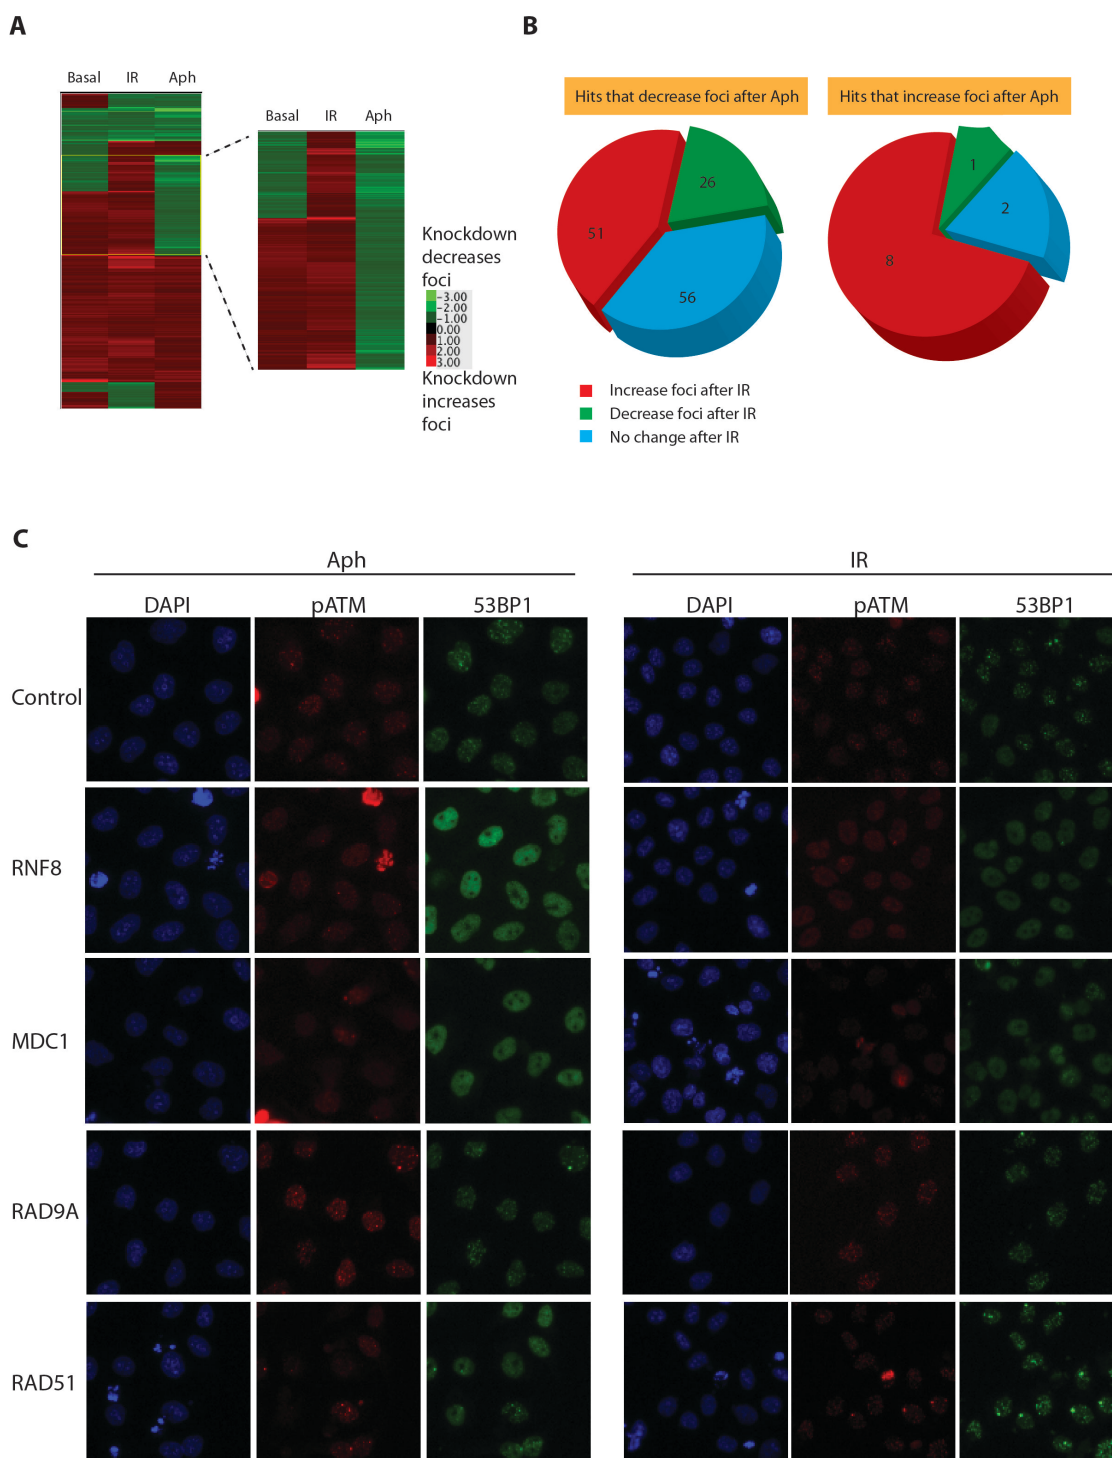 A
B
Basal IR Aph
Basal IR Aph
Knockdown
decreases
foci
-3.00
-2.00
-1.00
0.00
1.00
2.00
3.00
Knockdown
increases
foci
Hits that decrease foci after Aph
Hits that increase foci after Aph
51
26
56
1
2
8
Increase foci after IR
Decrease foci after IR
No change after IR
C
Aph
IR
DAPI pATM 53BP1 DAPI pATM 53BP1
Control
RNF8
MDC1
RAD9A
RAD51